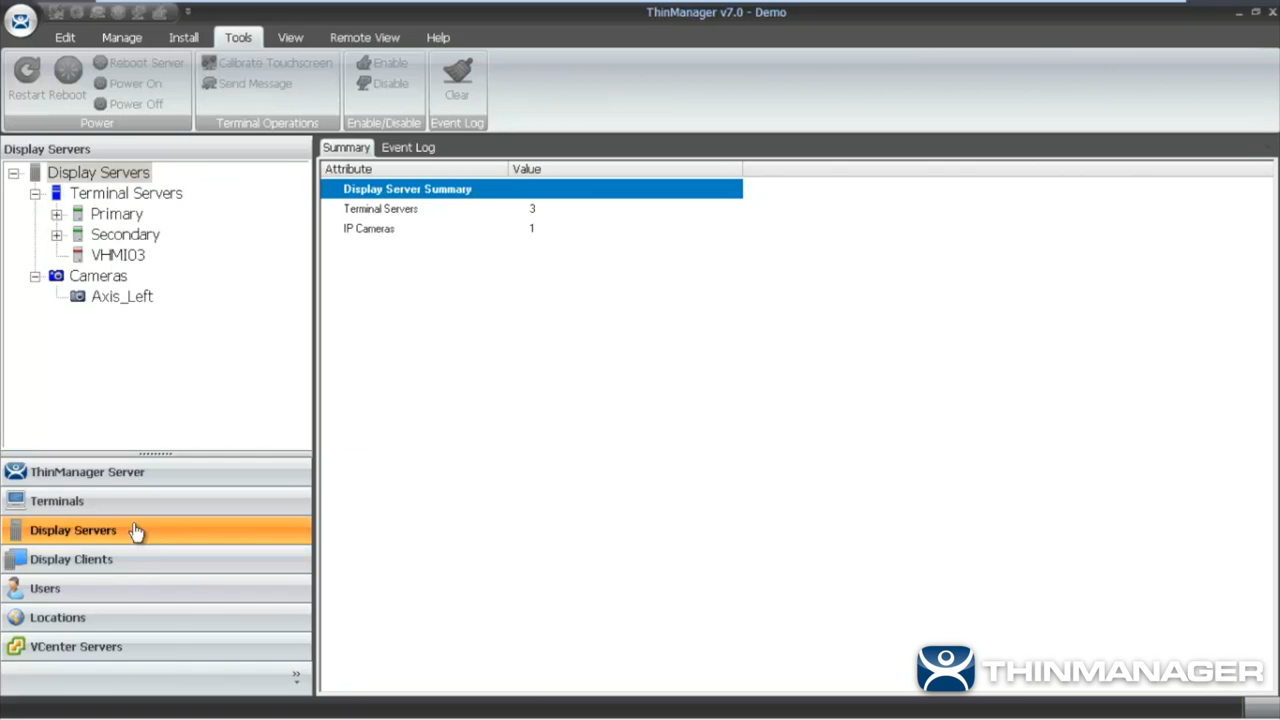 ThinManager v7.0 - Demo
Edit Manage Install Tools View Remote View Help
Restart Reboot Reboot Server Power On Power Off
Calibrate Touchscreen Send Message
Enable Disable
Clear
Power Terminal Operations Enable/Disable Event Log
Display Servers
Display Servers
Terminal Servers
Primary
Secondary
VHMI03
Cameras
Axis_Left
ThinManager Server
Terminals
Display Servers
Display Clients
Users
Locations
VCenter Servers
Summary Event Log
Attribute Value
Display Server Summary
Terminal Servers 3
IP Cameras 1
THINMANAGER